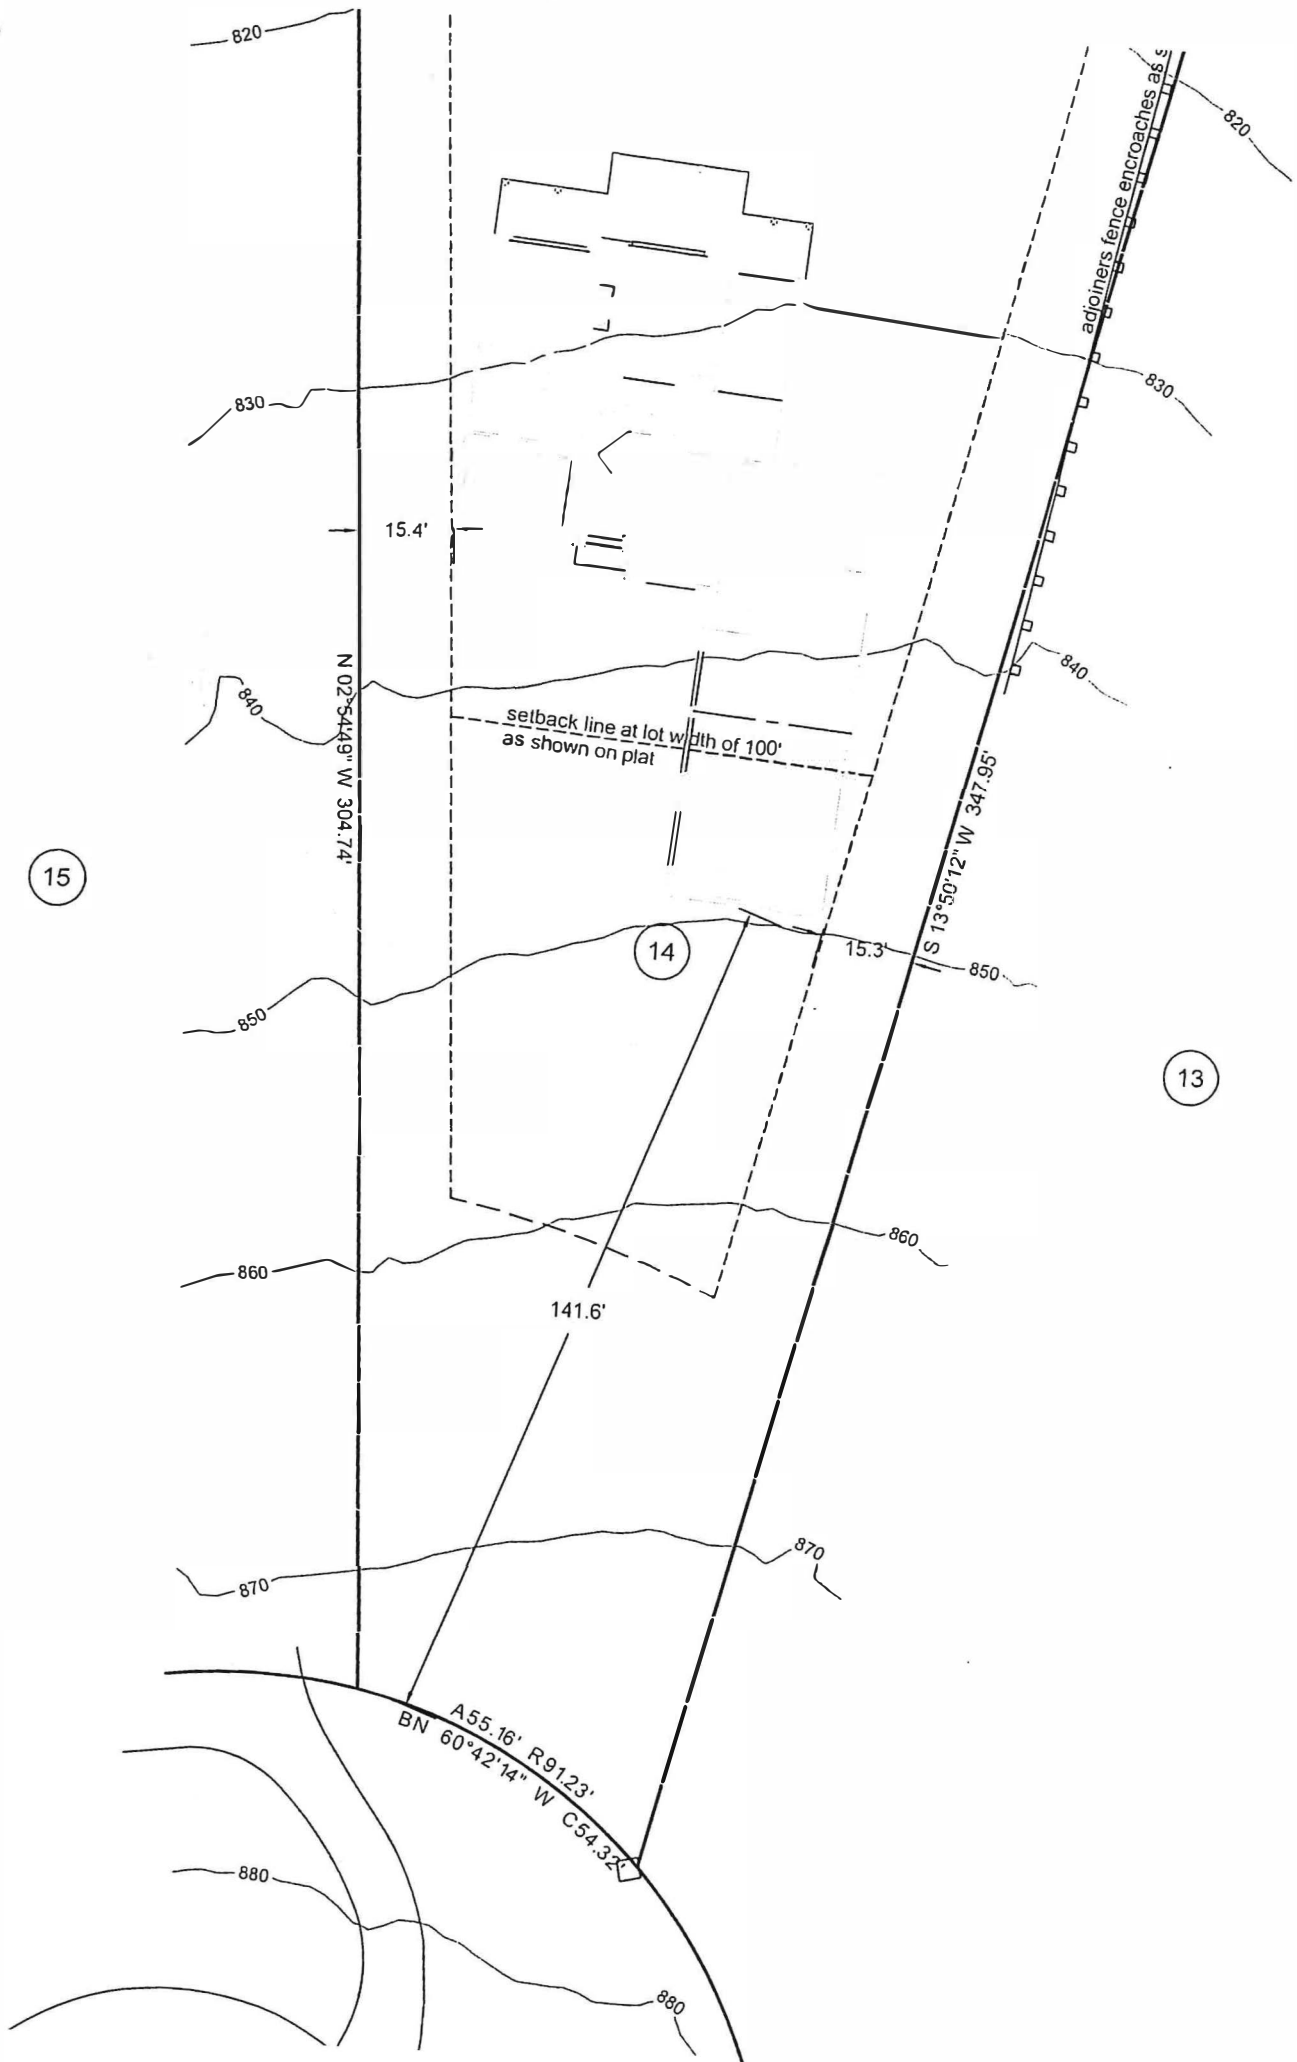 820
adjoiners fence encroaches as s
820
830
830
15.4'
N 02°54'49" W 304.74'
840
840
setback line at lot width of 100'
as shown on plat
S 13°50'12" W 347.95'
15
14
15.3'
850
850
13
860
860
141.6'
870
870
A55.16' R91.23'
BN 60°42'14" W C54.32'
880
880